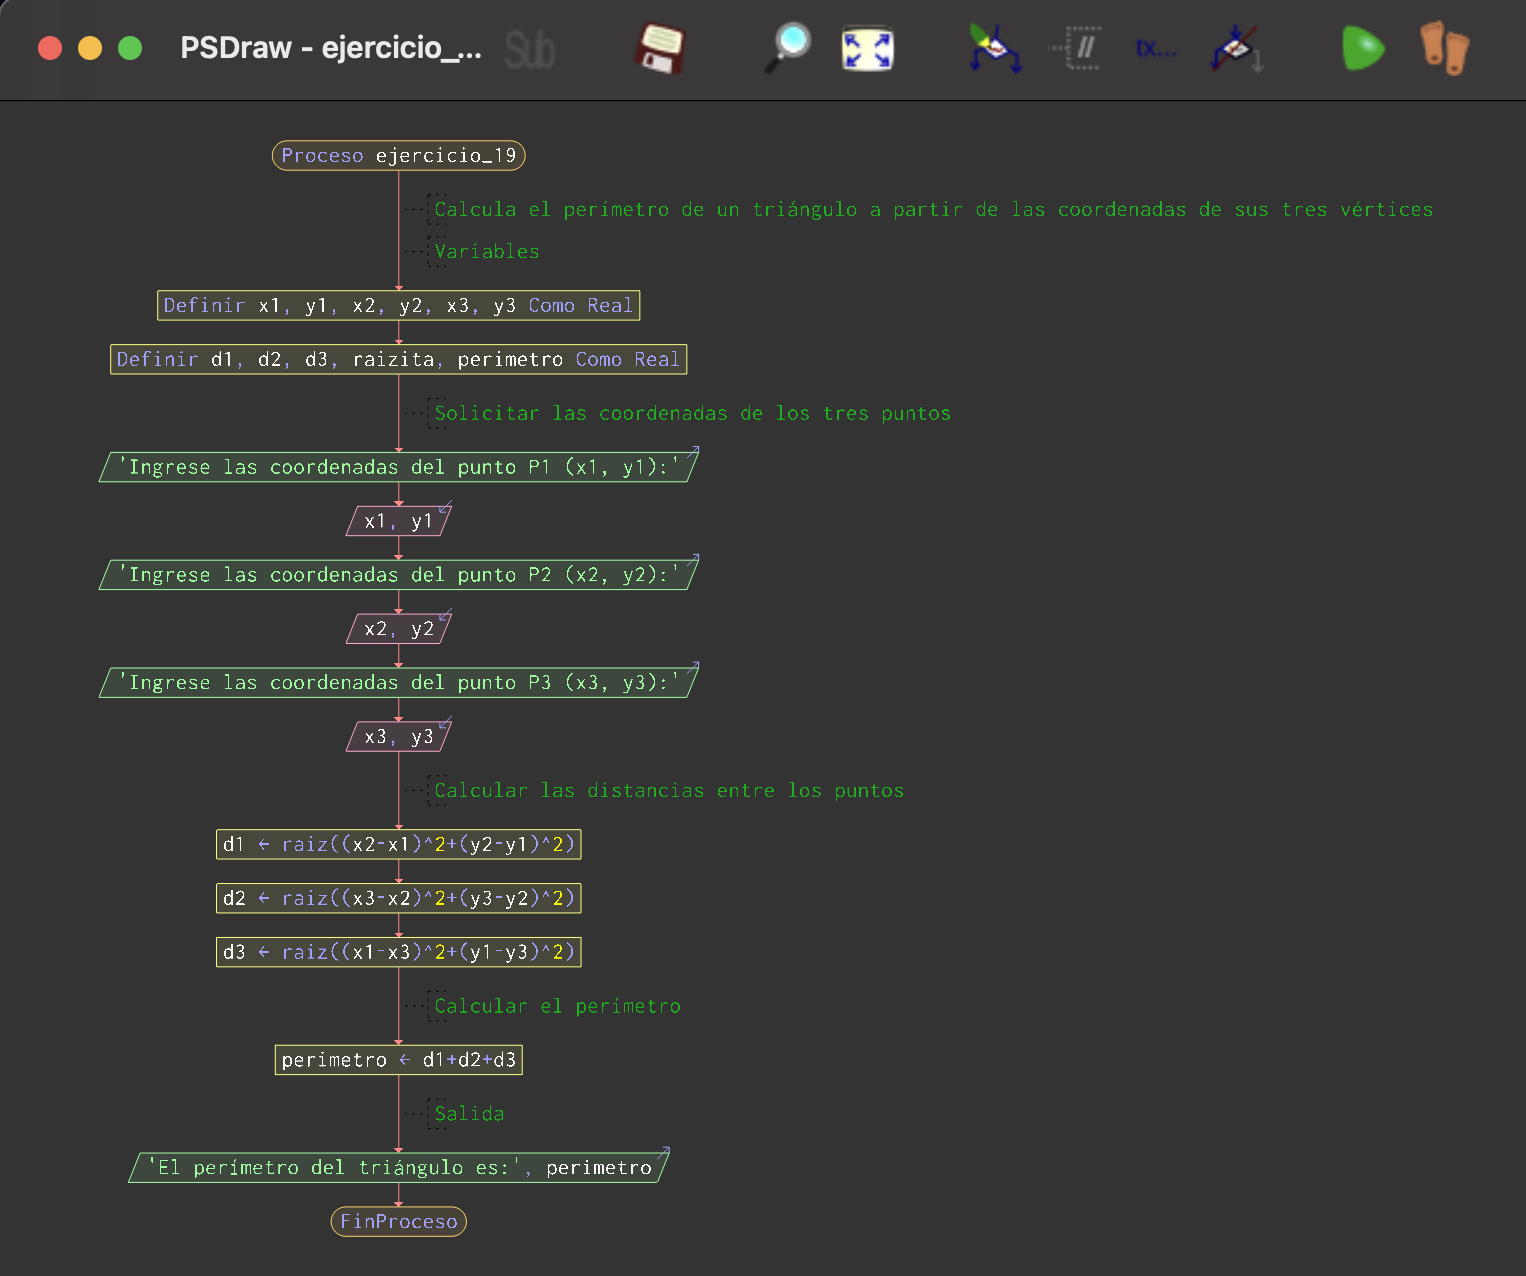 PSDraw - ejercicio_...
Sub
//
tx...
Proceso ejercicio_19
Calcula el perímetro de un triángulo a partir de las coordenadas de sus tres vértices
Variables
Definir x1, y1, x2, y2, x3, y3 Como Real
Definir d1, d2, d3, raizita, perimetro Como Real
Solicitar las coordenadas de los tres puntos
'Ingrese las coordenadas del punto P1 (x1, y1):'
x1, y1
'Ingrese las coordenadas del punto P2 (x2, y2):'
x2, y2
'Ingrese las coordenadas del punto P3 (x3, y3):'
x3, y3
Calcular las distancias entre los puntos
d1 ← raiz((x2-x1)^2+(y2-y1)^2)
d2 ← raiz((x3-x2)^2+(y3-y2)^2)
d3 ← raiz((x1-x3)^2+(y1-y3)^2)
Calcular el perímetro
perimetro ← d1+d2+d3
Salida
'El perímetro del triángulo es:', perimetro
FinProceso